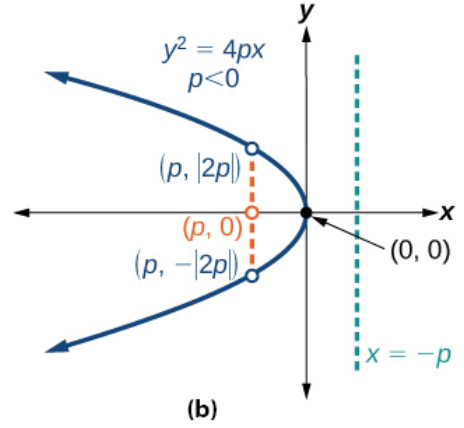 y
y² = 4px
p<0
(p, |2p|)
x
(p, 0)
(0, 0)
(p, −|2p|)
x = −p
(b)